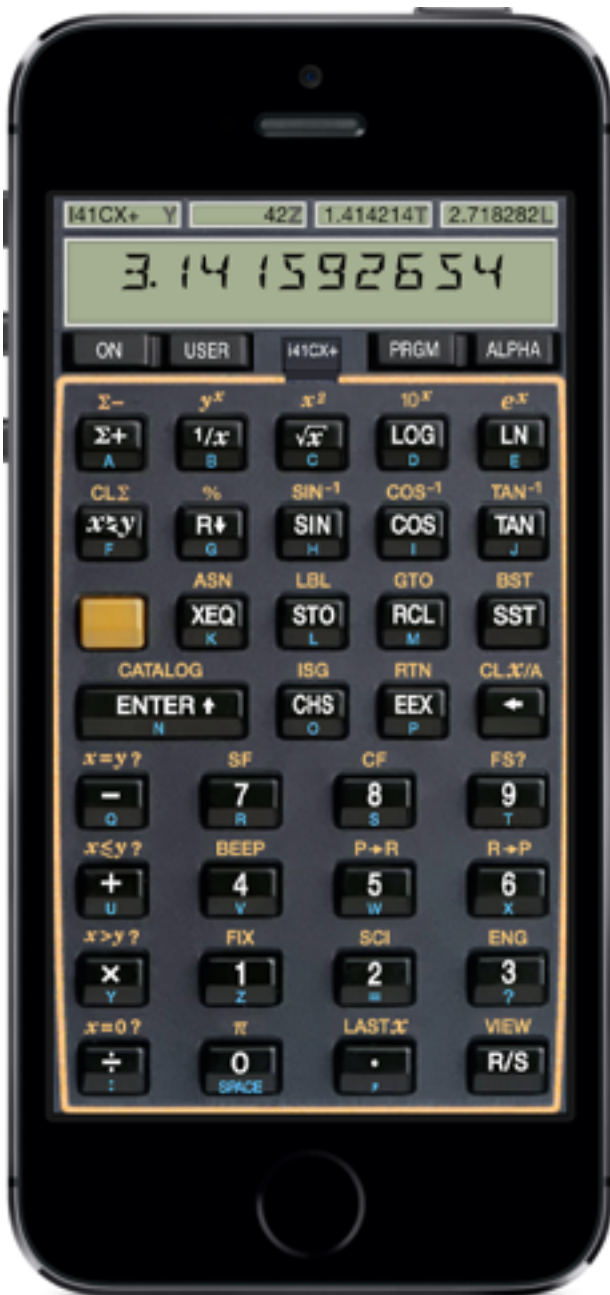 I41CX+ Y 42Z 1.414214T 2.718282L
3.141592654
ON USER I41CX+ PRGM ALPHA
Σ− yˣ x² 10ˣ eˣ
Σ+ 1/x √x LOG LN
A B C D E
CLΣ % SIN⁻¹ COS⁻¹ TAN⁻¹
x≷y R↓ SIN COS TAN
F G H I J
ASN LBL GTO BST
XEQ STO RCL SST
K L M
CATALOG ISG RTN CL.X/A
ENTER ↑ CHS EEX ←
N O P
x=y? SF CF FS?
− 7 8 9
Q R S T
x≤y? BEEP P→R R→P
+ 4 5 6
U V W X
x>y? FIX SCI ENG
× 1 2 3
Y Z = ?
x=0? π LAST.X VIEW
÷ 0 · R/S
: SPACE ,